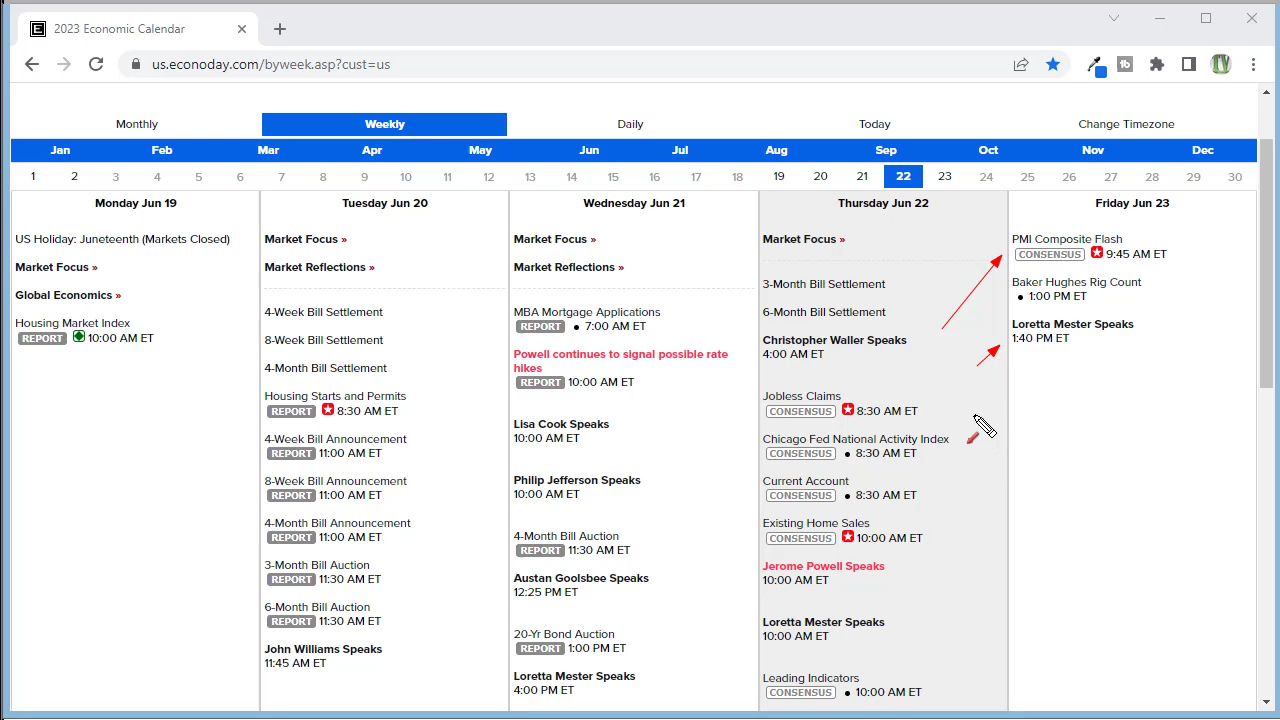 2023 Economic Calendar
us.econoday.com/byweek.asp?cust=us
Monthly Weekly Daily Today Change Timezone
Jan Feb Mar Apr May Jun Jul Aug Sep Oct Nov Dec
1 2 3 4 5 6 7 8 9 10 11 12 13 14 15 16 17 18 19 20 21 22 23 24 25 26 27 28 29 30
Monday Jun 19
US Holiday: Juneteenth (Markets Closed)
Market Focus »
Global Economics »
Housing Market Index
REPORT 10:00 AM ET
Tuesday Jun 20
Market Focus »
Market Reflections »
4-Week Bill Settlement
8-Week Bill Settlement
4-Month Bill Settlement
Housing Starts and Permits
REPORT 8:30 AM ET
4-Week Bill Announcement
REPORT 11:00 AM ET
8-Week Bill Announcement
REPORT 11:00 AM ET
4-Month Bill Announcement
REPORT 11:00 AM ET
3-Month Bill Auction
REPORT 11:30 AM ET
6-Month Bill Auction
REPORT 11:30 AM ET
John Williams Speaks
11:45 AM ET
Wednesday Jun 21
Market Focus »
Market Reflections »
MBA Mortgage Applications
REPORT • 7:00 AM ET
Powell continues to signal possible rate
hikes
REPORT 10:00 AM ET
Lisa Cook Speaks
10:00 AM ET
Philip Jefferson Speaks
10:00 AM ET
4-Month Bill Auction
REPORT 11:30 AM ET
Austan Goolsbee Speaks
12:25 PM ET
20-Yr Bond Auction
REPORT 1:00 PM ET
Loretta Mester Speaks
4:00 PM ET
Thursday Jun 22
Market Focus »
3-Month Bill Settlement
6-Month Bill Settlement
Christopher Waller Speaks
4:00 AM ET
Jobless Claims
CONSENSUS 8:30 AM ET
Chicago Fed National Activity Index
CONSENSUS • 8:30 AM ET
Current Account
CONSENSUS • 8:30 AM ET
Existing Home Sales
CONSENSUS 10:00 AM ET
Jerome Powell Speaks
10:00 AM ET
Loretta Mester Speaks
10:00 AM ET
Leading Indicators
CONSENSUS • 10:00 AM ET
Friday Jun 23
PMI Composite Flash
CONSENSUS 9:45 AM ET
Baker Hughes Rig Count
• 1:00 PM ET
Loretta Mester Speaks
1:40 PM ET